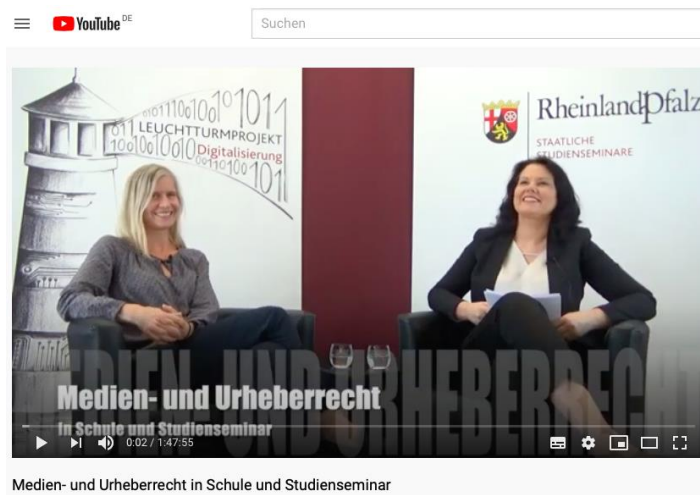 YouTube DE
Suchen
LEUCHTTURMPROJEKT
Digitalisierung
RheinlandPfalz
STAATLICHE
STUDIENSEMINARE
MEDIEN- UND URHEBERRECHT
Medien- und Urheberrecht
In Schule und Studienseminar
0:02 / 1:47:55
Medien- und Urheberrecht in Schule und Studienseminar